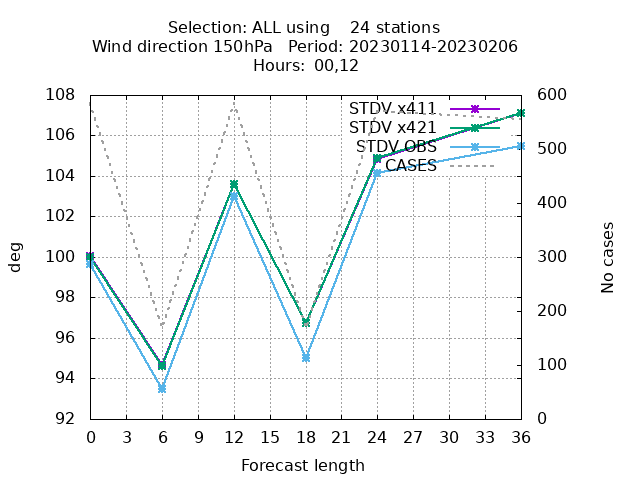 Selection: ALL using    24 stations
Wind direction 150hPa   Period: 20230114-20230206
Hours:  00,12
108
106
104
102
100
98
96
94
92
deg
600
500
400
300
200
100
0
No cases
STDV x411
STDV x421
STDV OBS
CASES
0 3 6 9 12 15 18 21 24 27 30 33 36
Forecast length